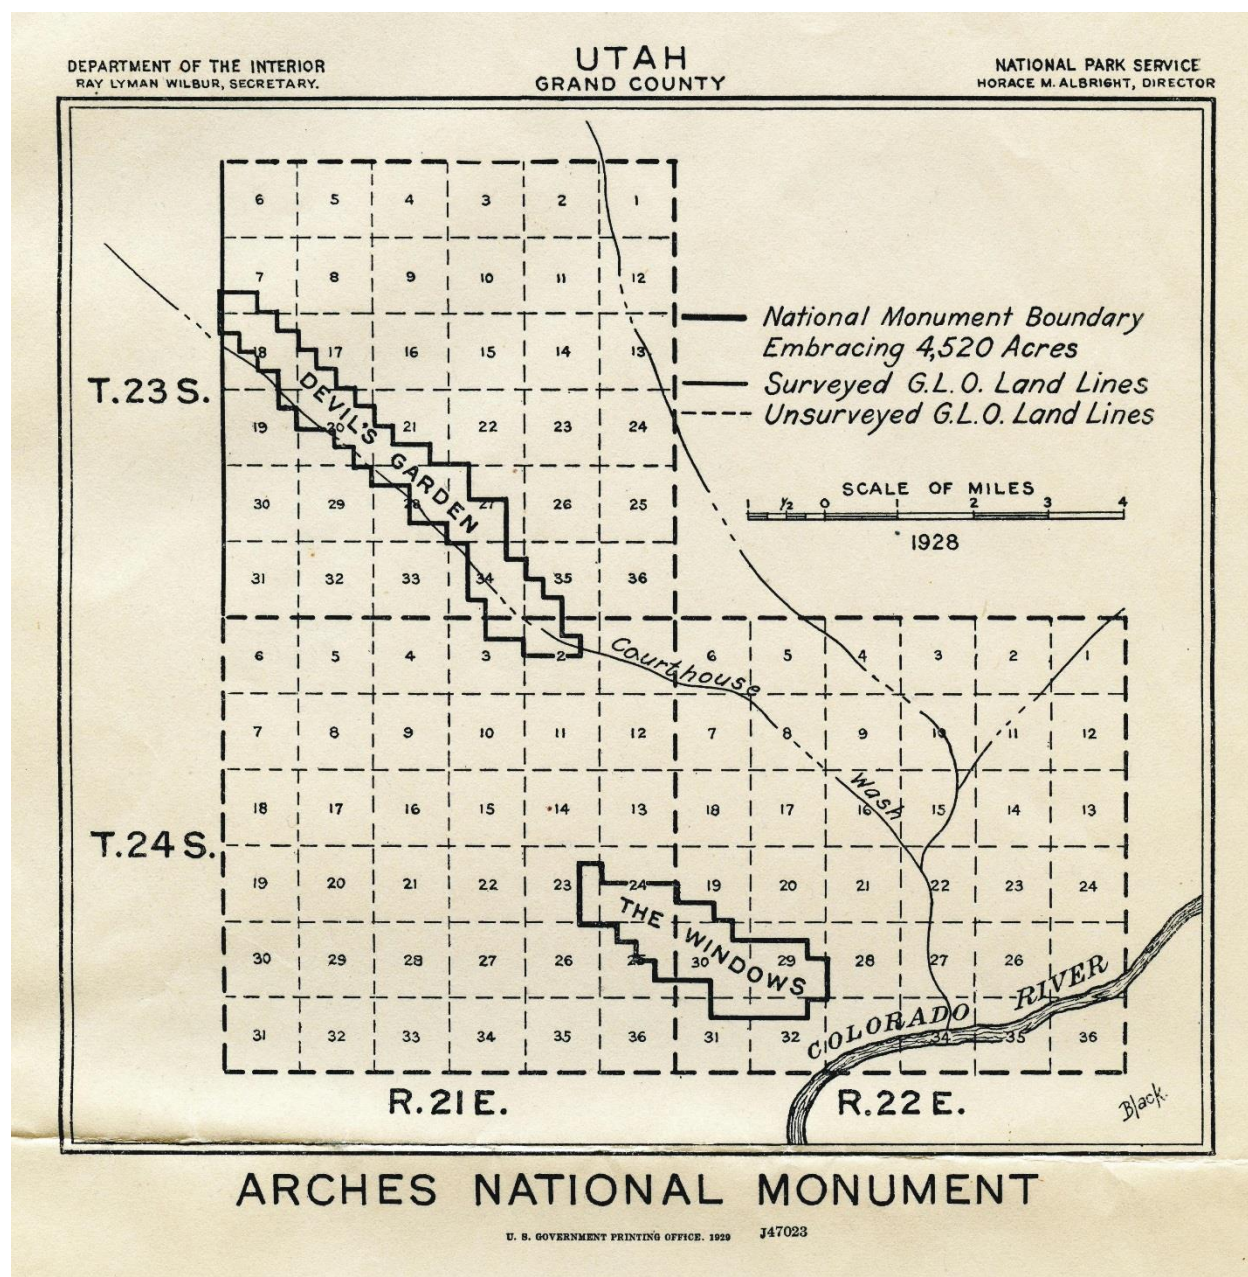 DEPARTMENT OF THE INTERIOR
RAY LYMAN WILBUR, SECRETARY.
UTAH
GRAND COUNTY
NATIONAL PARK SERVICE
HORACE M. ALBRIGHT, DIRECTOR
6 5 4 3 2 1
7 8 9 10 11 12
National Monument Boundary
Embracing 4,520 Acres
18 17 16 15 14 13
Surveyed G.L.O. Land Lines
T.23 S.
Unsurveyed G.L.O. Land Lines
DEVIL'S GARDEN
19 20 21 22 23 24
SCALE OF MILES
1 ½ 0 1 2 3 4
1928
30 29 28 27 26 25
31 32 33 34 35 36
6 5 4 3 2 6 5 4 3 2 1
Courthouse Wash
7 8 9 10 11 12 7 8 9 10 11 12
18 17 16 15 14 13 18 17 16 15 14 13
T.24 S.
19 20 21 22 23 24 19 20 21 22 23 24
THE WINDOWS
30 29 28 27 26 25 30 29 28 27 26
COLORADO RIVER
31 32 33 34 35 36 31 32 34 35 36
R.21 E.
R.22 E.
Black.
ARCHES NATIONAL MONUMENT
U. S. GOVERNMENT PRINTING OFFICE. 1929
J47023